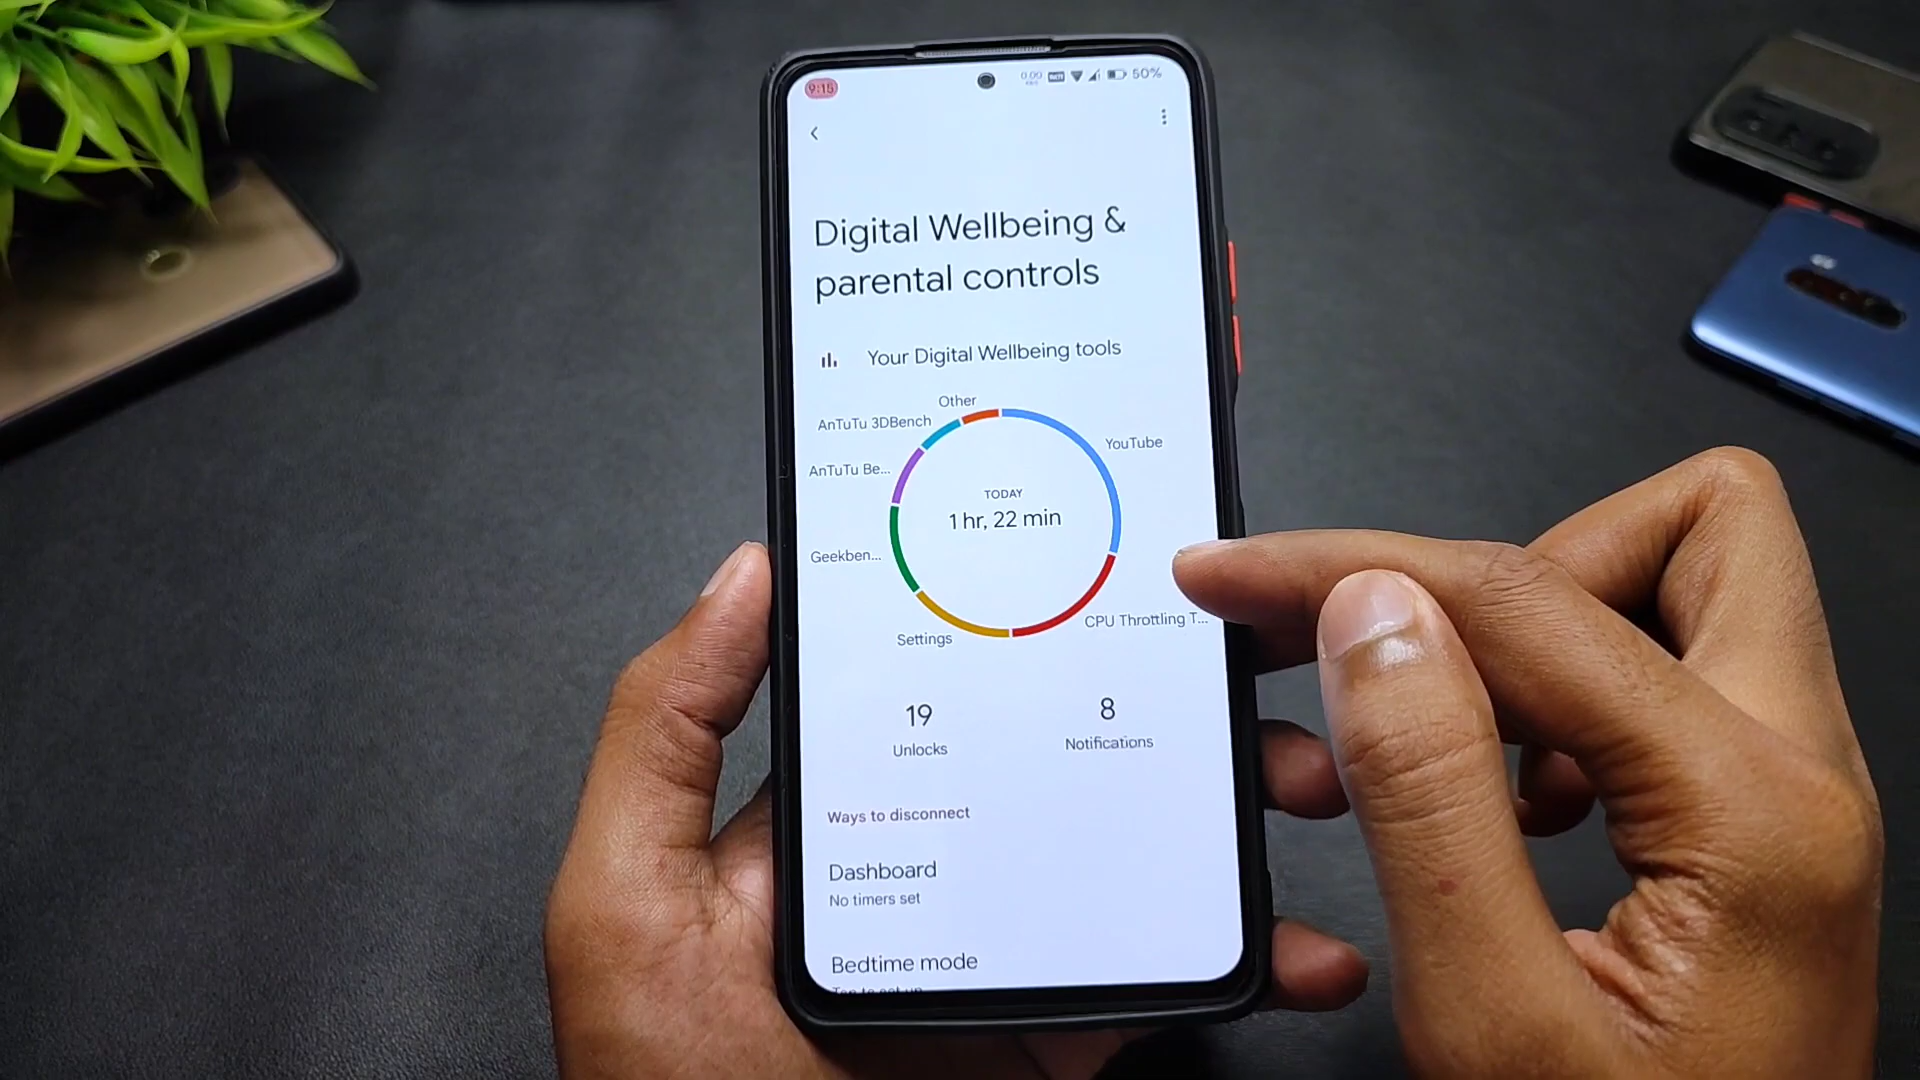 9:15
0.00
50%
Digital Wellbeing &
parental controls
Your Digital Wellbeing tools
Other
AnTuTu 3DBench
YouTube
AnTuTu Be...
TODAY
1 hr, 22 min
Geekben...
CPU Throttling T...
Settings
19
8
Unlocks
Notifications
Ways to disconnect
Dashboard
No timers set
Bedtime mode